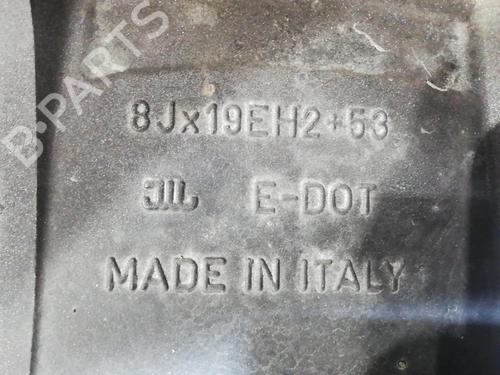 B-PARTS
8Jx19EH2+53
JWL E-DOT
MADE IN ITALY